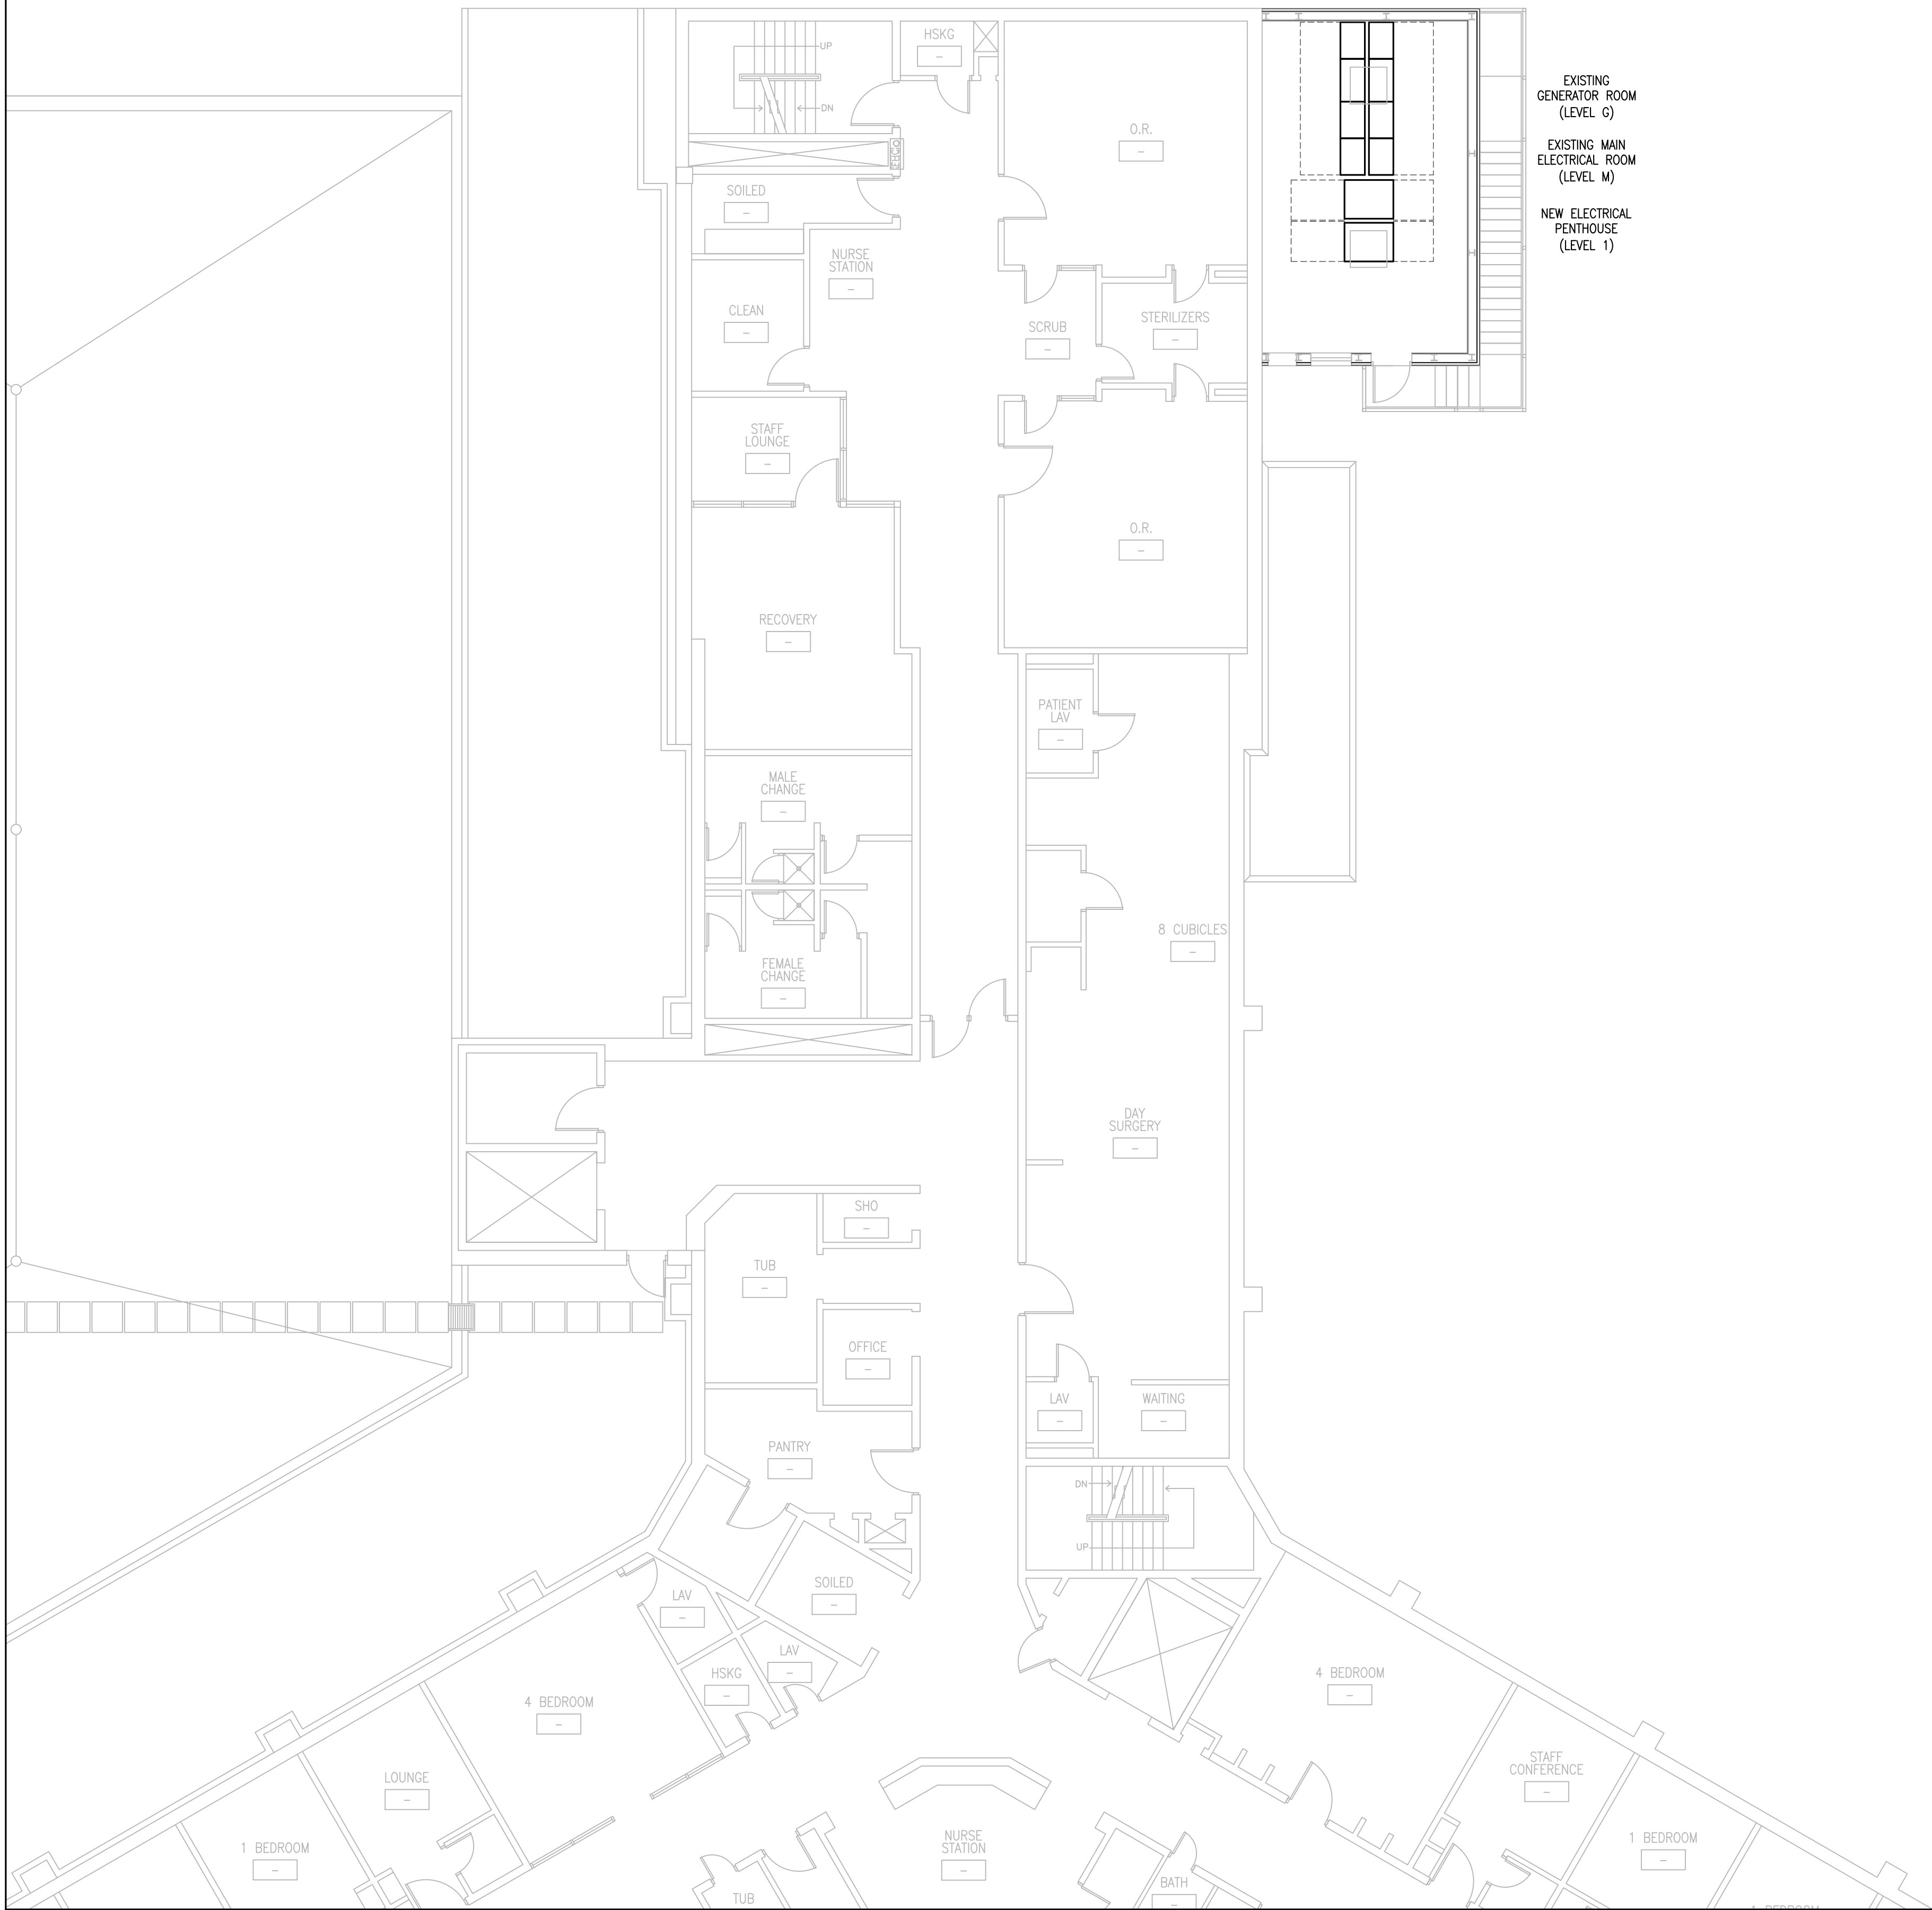 UP
DN
HSKG
-
EXISTING
GENERATOR ROOM
(LEVEL G)
EXISTING MAIN
ELECTRICAL ROOM
(LEVEL M)
NEW ELECTRICAL
PENTHOUSE
(LEVEL 1)
O.R.
-
SOILED
-
NURSE
STATION
-
CLEAN
-
SCRUB
-
STERILIZERS
-
STAFF
LOUNGE
-
O.R.
-
RECOVERY
-
PATIENT
LAV
-
MALE
CHANGE
-
8 CUBICLES
-
FEMALE
CHANGE
-
DAY
SURGERY
-
SHO
-
TUB
-
OFFICE
-
LAV
-
WAITING
-
PANTRY
-
DN
UP
SOILED
-
LAV
-
LAV
-
HSKG
-
4 BEDROOM
-
4 BEDROOM
-
LOUNGE
-
STAFF
CONFERENCE
-
1 BEDROOM
-
NURSE
STATION
-
1 BEDROOM
-
TUB
BATH
-